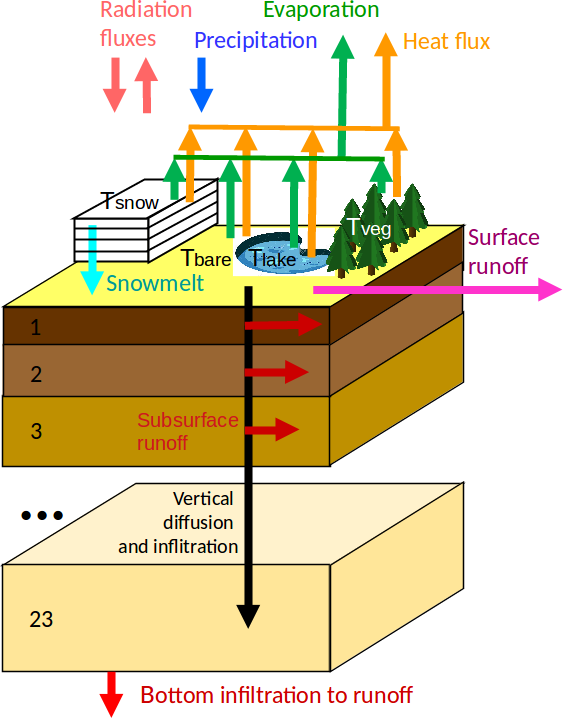 Radiation
fluxes
Evaporation
Precipitation
Heat flux
Tsnow
Tbare
Tlake
Tveg
Snowmelt
Surface
runoff
1
2
3
Subsurface
runoff
•••
Vertical
diffusion
and inflitration
23
Bottom infiltration to runoff